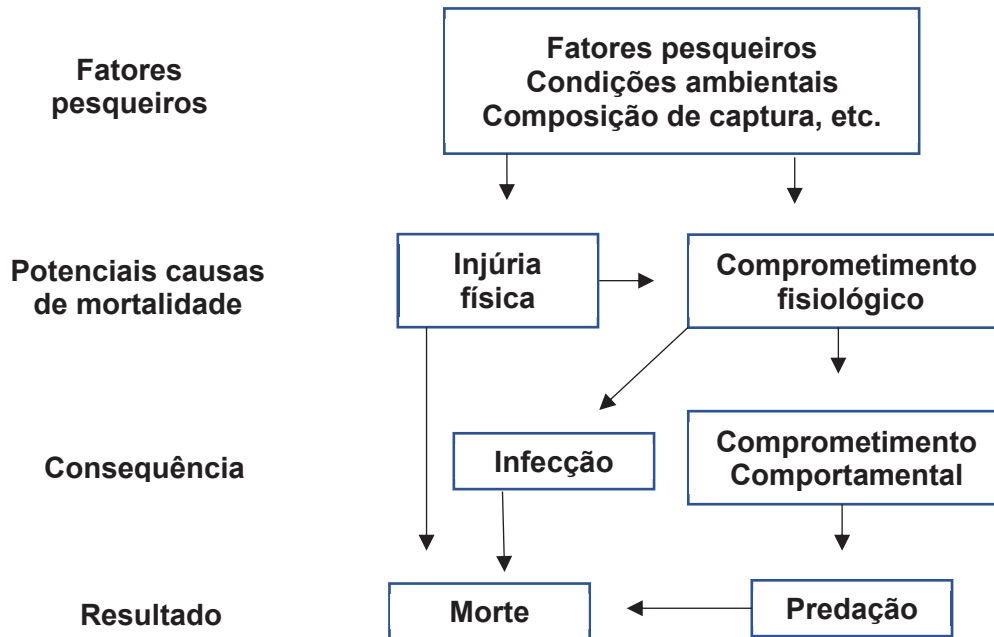 Fatores
pesqueiros
Fatores pesqueiros
Condições ambientais
Composição de captura, etc.
Potenciais causas
de mortalidade
Injúria
física
Comprometimento
fisiológico
Consequência
Infecção
Comprometimento
Comportamental
Resultado
Morte
Predação